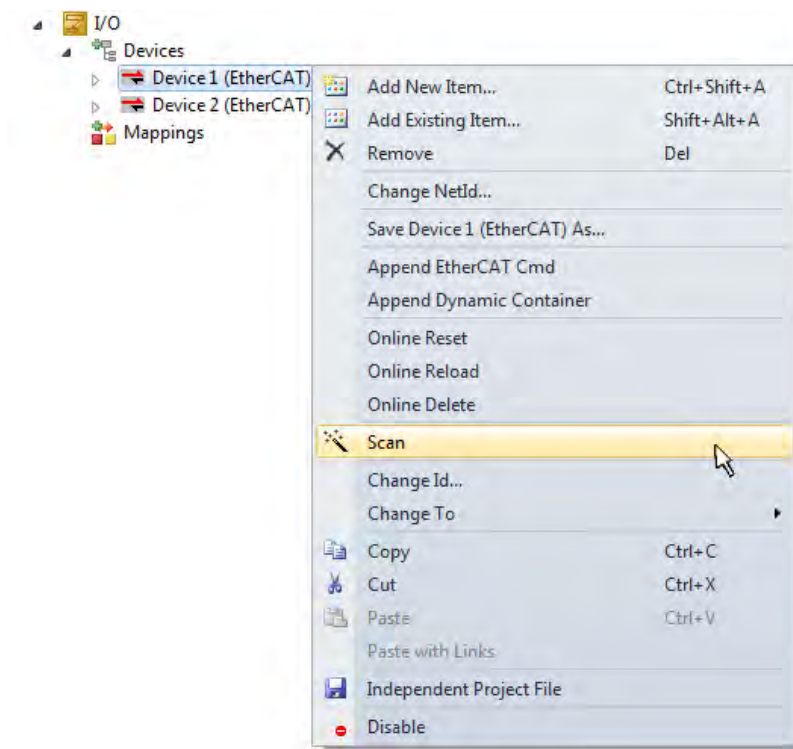 I/O
Devices
Device 1 (EtherCAT)
Device 2 (EtherCAT)
Mappings
Add New Item... Ctrl+Shift+A
Add Existing Item... Shift+Alt+A
Remove Del
Change NetId...
Save Device 1 (EtherCAT) As...
Append EtherCAT Cmd
Append Dynamic Container
Online Reset
Online Reload
Online Delete
Scan
Change Id...
Change To
Copy Ctrl+C
Cut Ctrl+X
Paste Ctrl+V
Paste with Links
Independent Project File
Disable